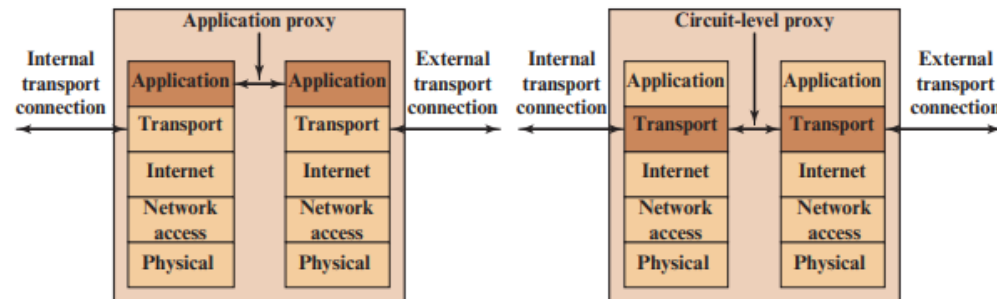 Application proxy
Internal
transport
connection
External
transport
connection
Application
Transport
Internet
Network
access
Physical
Application
Transport
Internet
Network
access
Physical
Circuit-level proxy
Internal
transport
connection
External
transport
connection
Application
Transport
Internet
Network
access
Physical
Application
Transport
Internet
Network
access
Physical